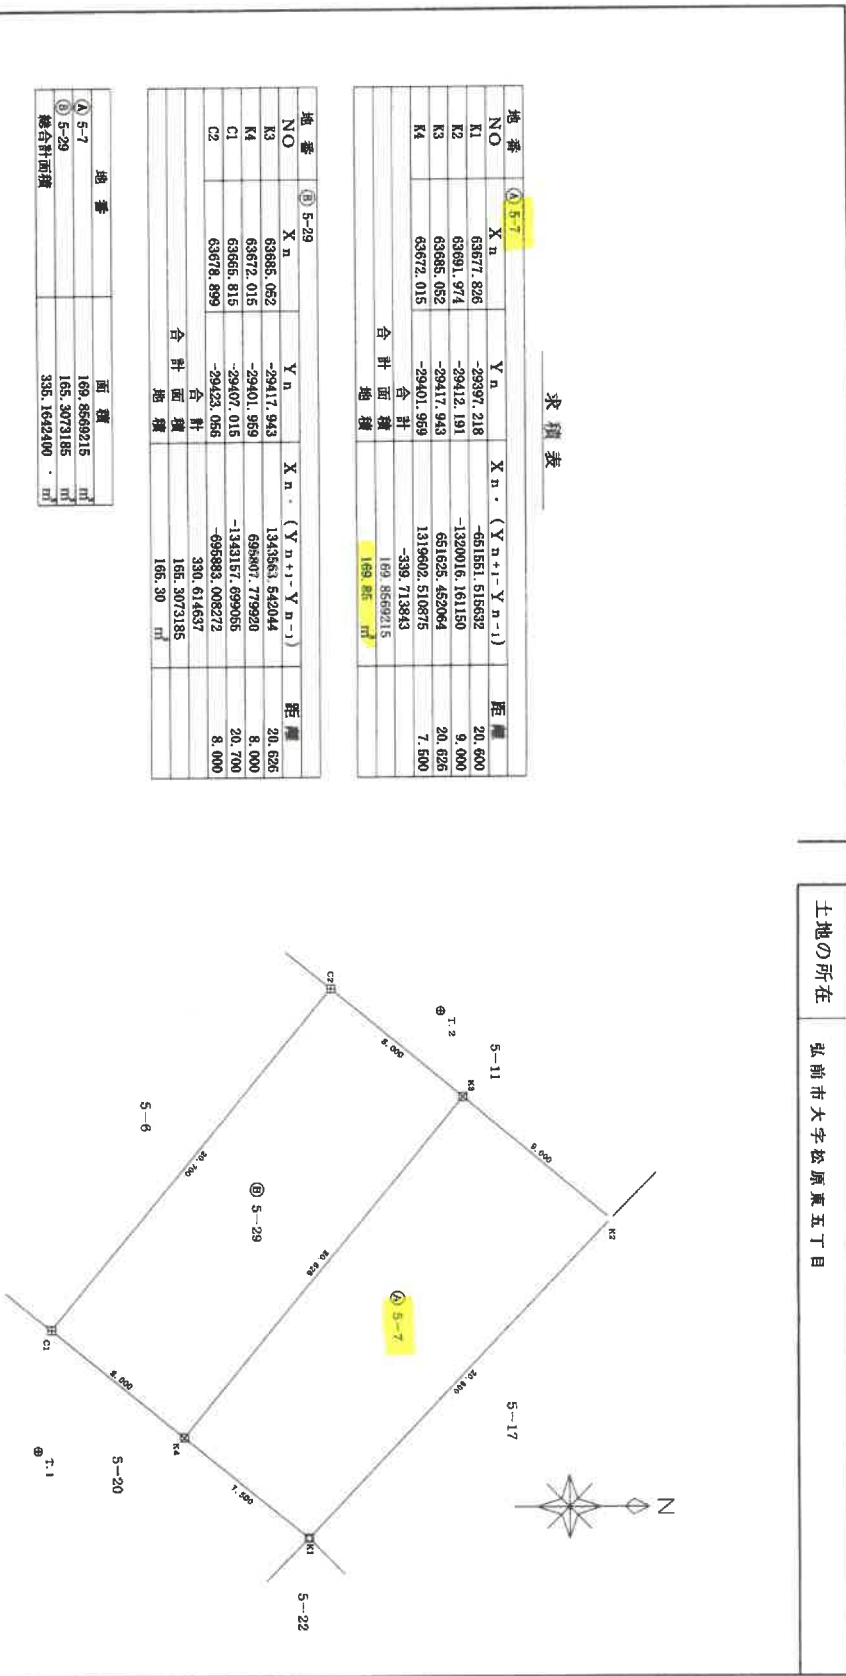 土地の所在 弘前市大字松原東五丁目
求積表
地番 Ⓐ 5-7
NO Xn Yn Xn・(Yn+1-Yn-1) 距離
K1 63677.826 -29397.218 -651551.515632 20.600
K2 63691.974 -29412.191 -1320016.161150 9.000
K3 63685.052 -29417.943 651625.452064 20.626
K4 63672.015 -29401.959 1319602.510875 7.500
合計 -339.713843
合計面積 169.8569215
地積 169.85 ㎡
地番 Ⓑ 5-29
NO Xn Yn Xn・(Yn+1-Yn-1) 距離
K3 63685.052 -29417.943 1343563.542044 20.626
K4 63672.015 -29401.959 695807.779920 8.000
C1 63665.815 -29407.015 -1343157.699055 20.700
C2 63678.899 -29423.056 -695883.008272 8.000
合計 330.614637
合計面積 165.3073185
地積 165.30 ㎡
地番 面積
Ⓐ 5-7 169.8569215 ㎡
Ⓑ 5-29 165.3073185 ㎡
総合計面積 335.1642400 ㎡
N
K2
9.000
5-11
K3
T.2
8.000
C2
20.600
5-17
Ⓐ 5-7
20.626
Ⓑ 5-29
20.700
5-6
K1
5-22
7.500
K4
5-20
8.000
C1
T.1